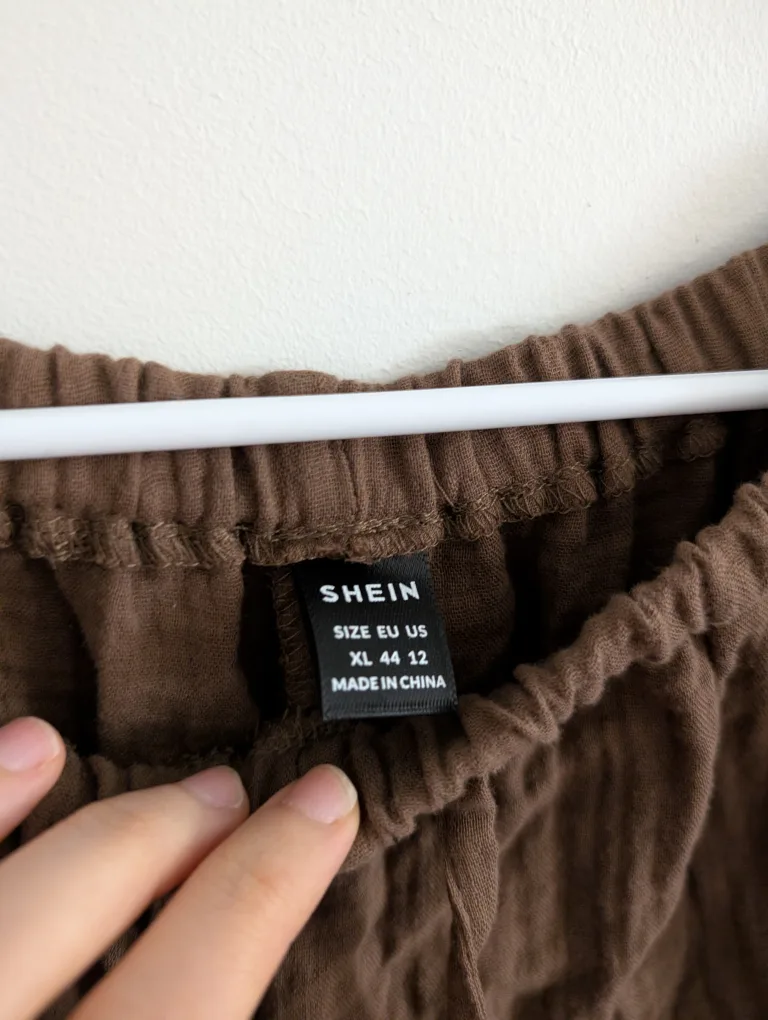 SHEIN
SIZE EU US
XL 44 12
MADE IN CHINA